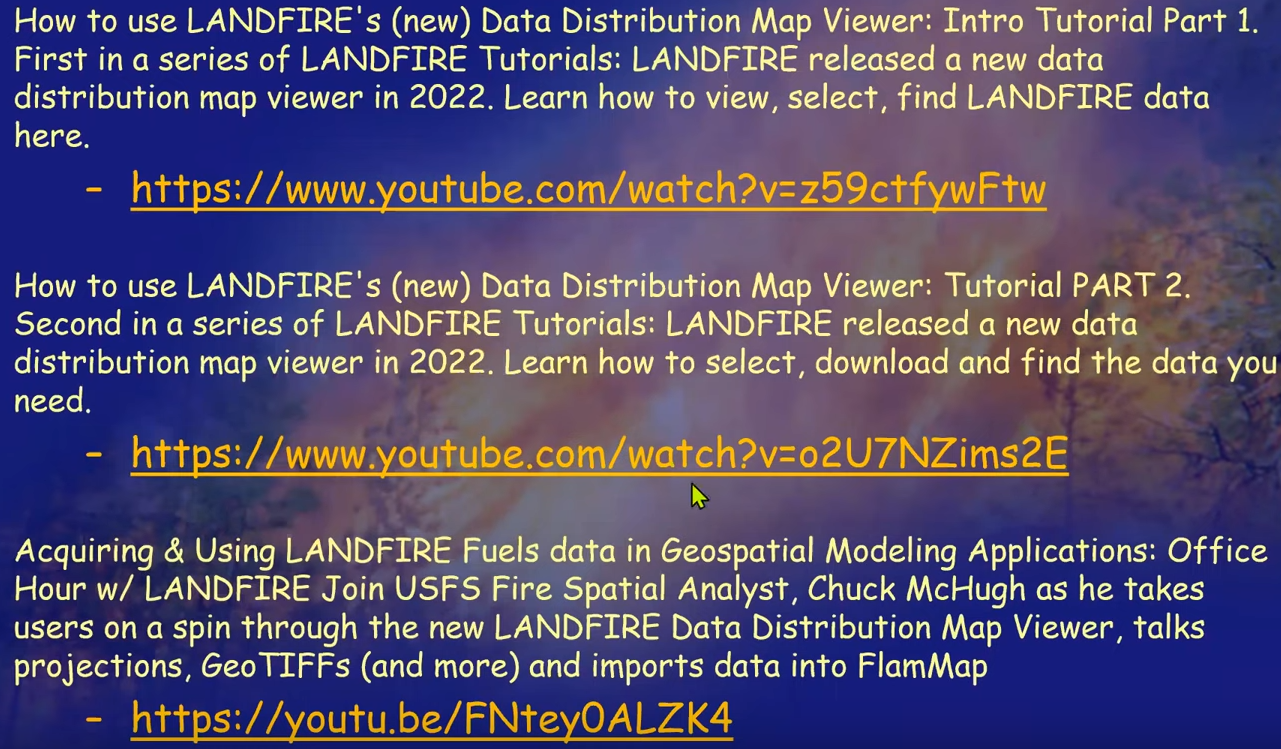 How to use LANDFIRE's (new) Data Distribution Map Viewer: Intro Tutorial Part 1.
First in a series of LANDFIRE Tutorials: LANDFIRE released a new data
distribution map viewer in 2022. Learn how to view, select, find LANDFIRE data
here.
– https://www.youtube.com/watch?v=z59ctfywFtw
How to use LANDFIRE's (new) Data Distribution Map Viewer: Tutorial PART 2.
Second in a series of LANDFIRE Tutorials: LANDFIRE released a new data
distribution map viewer in 2022. Learn how to select, download and find the data you
need.
– https://www.youtube.com/watch?v=o2U7NZims2E
Acquiring & Using LANDFIRE Fuels data in Geospatial Modeling Applications: Office
Hour w/ LANDFIRE Join USFS Fire Spatial Analyst, Chuck McHugh as he takes
users on a spin through the new LANDFIRE Data Distribution Map Viewer, talks
projections, GeoTIFFs (and more) and imports data into FlamMap
– https://youtu.be/FNtey0ALZK4